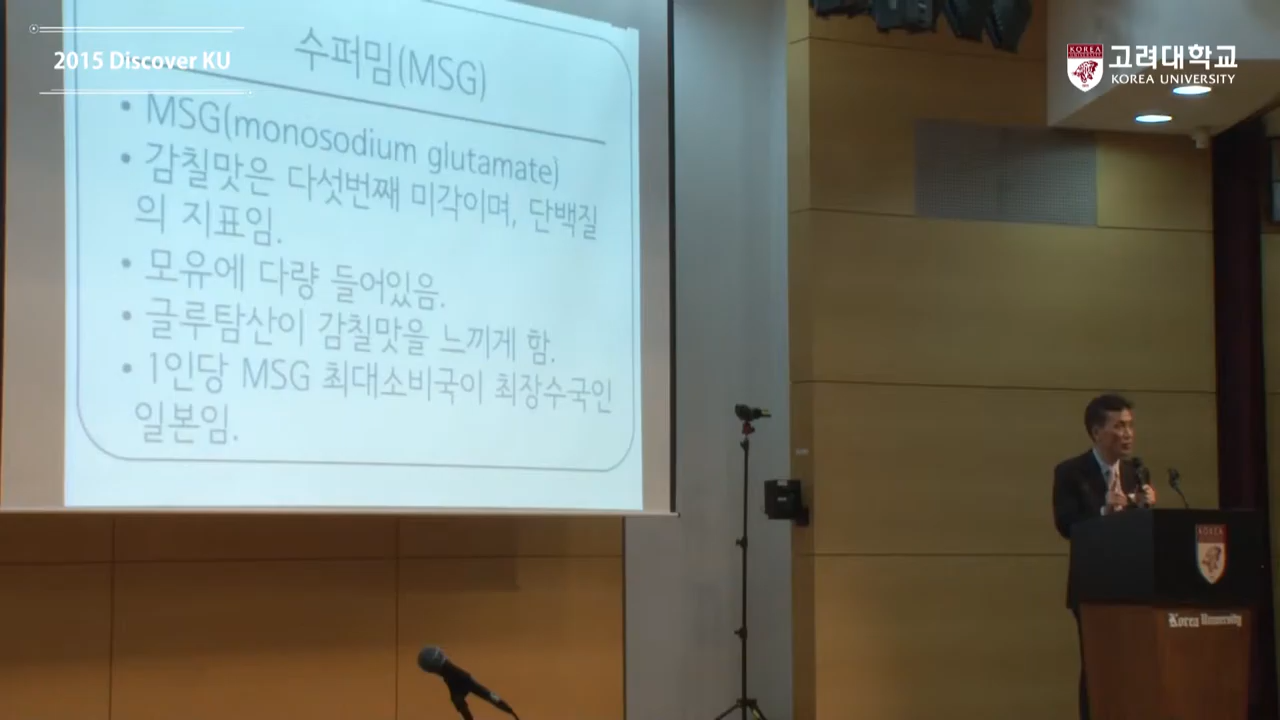 2015 Discover KU
수퍼밈(MSG)
• MSG(monosodium glutamate)
• 감칠맛은 다섯번째 미각이며, 단백질
의 지표임.
• 모유에 다량 들어있음.
• 글루탐산이 감칠맛을 느끼게 함.
• 1인당 MSG 최대소비국이 최장수국인
일본임.
KOREA
고려대학교
KOREA UNIVERSITY
KOREA
Korea University